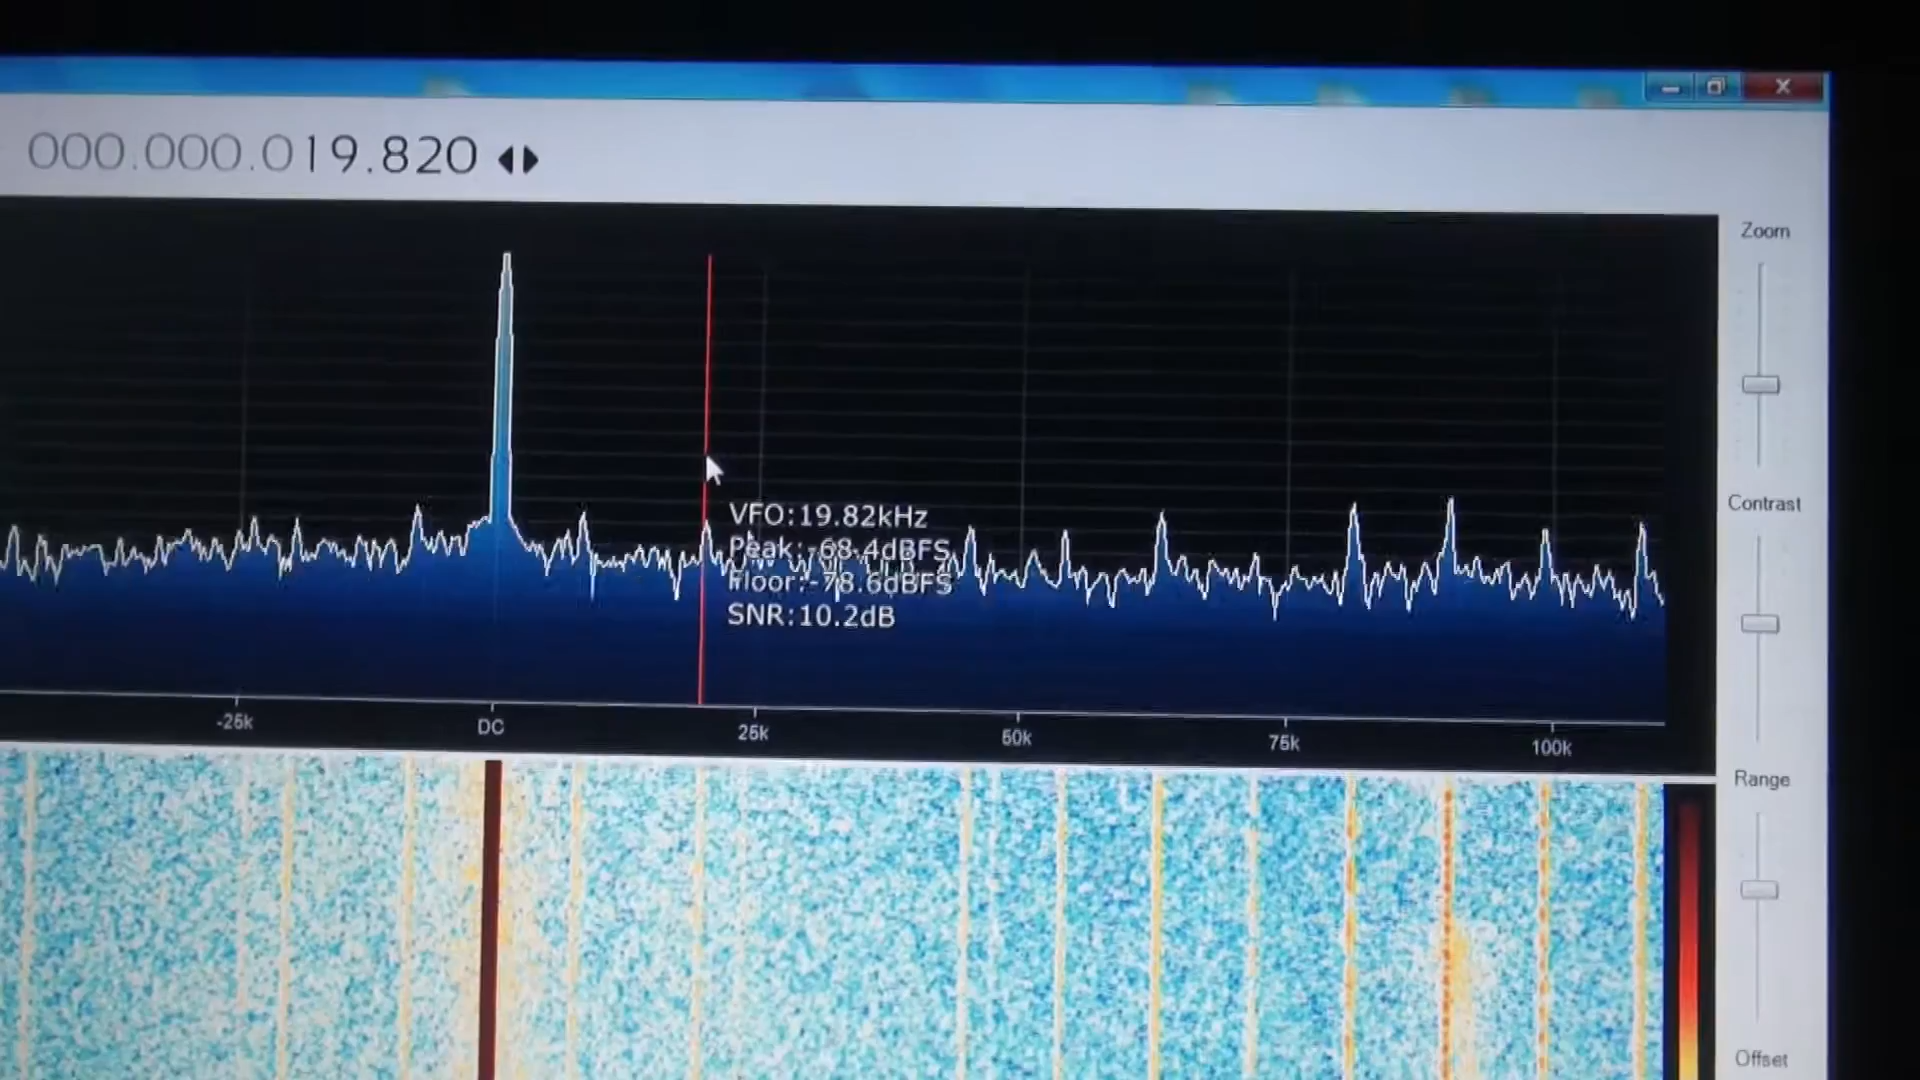 000.000.019.820
Zoom
Contrast
VFO:19.82kHz
Peak:-68.4dBFS
Floor:-78.6dBFS
SNR:10.2dB
-25k DC 25k 50k 75k 100k
Range
Offset